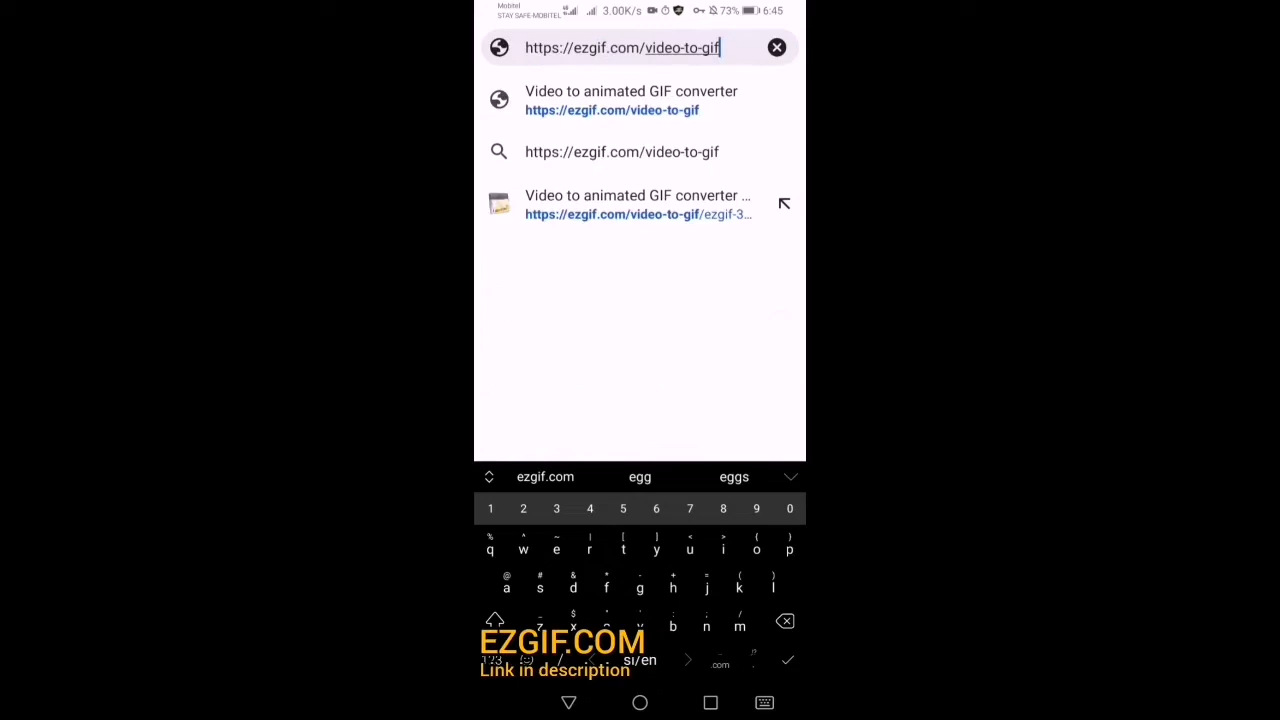 Mobitel
STAY SAFE-MOBITEL
3.00K/s
73%
6:45
https://ezgif.com/video-to-gif
Video to animated GIF converter
https://ezgif.com/video-to-gif
https://ezgif.com/video-to-gif
Video to animated GIF converter ...
https://ezgif.com/video-to-gif/ezgif-3...
ezgif.com egg eggs
1 2 3 4 5 6 7 8 9 0
% ^ ~ | [ ] < > { }
q w e r t y u i o p
@ # & * - + = ( )
a s d f g h j k l
$ " ' : ; /
z x v b n m
EZGIF.COM
123 / < si/en > .com
Link in description